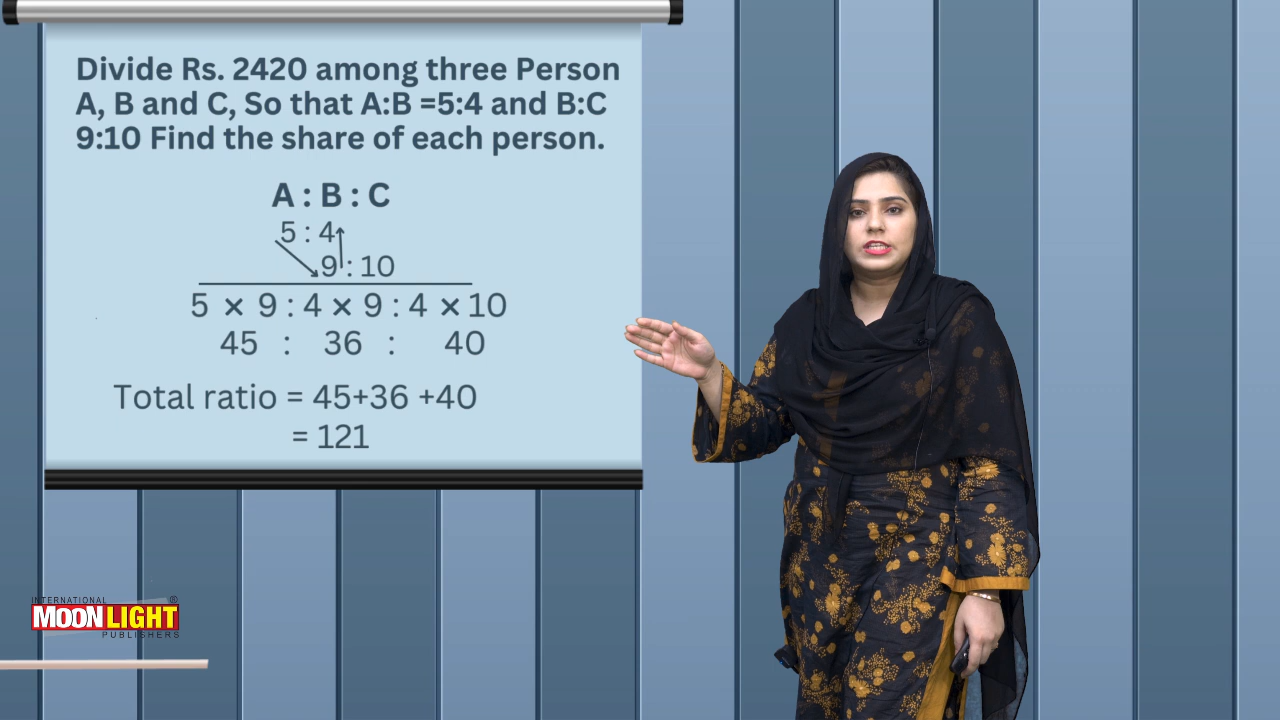 Divide Rs. 2420 among three Person
A, B and C, So that A:B =5:4 and B:C
9:10 Find the share of each person.
A : B : C
5 : 4
9 : 10
5 × 9 : 4 × 9 : 4 × 10
45 : 36 : 40
Total ratio = 45+36 +40
= 121
INTERNATIONAL ®
MOONLIGHT
PUBLISHERS